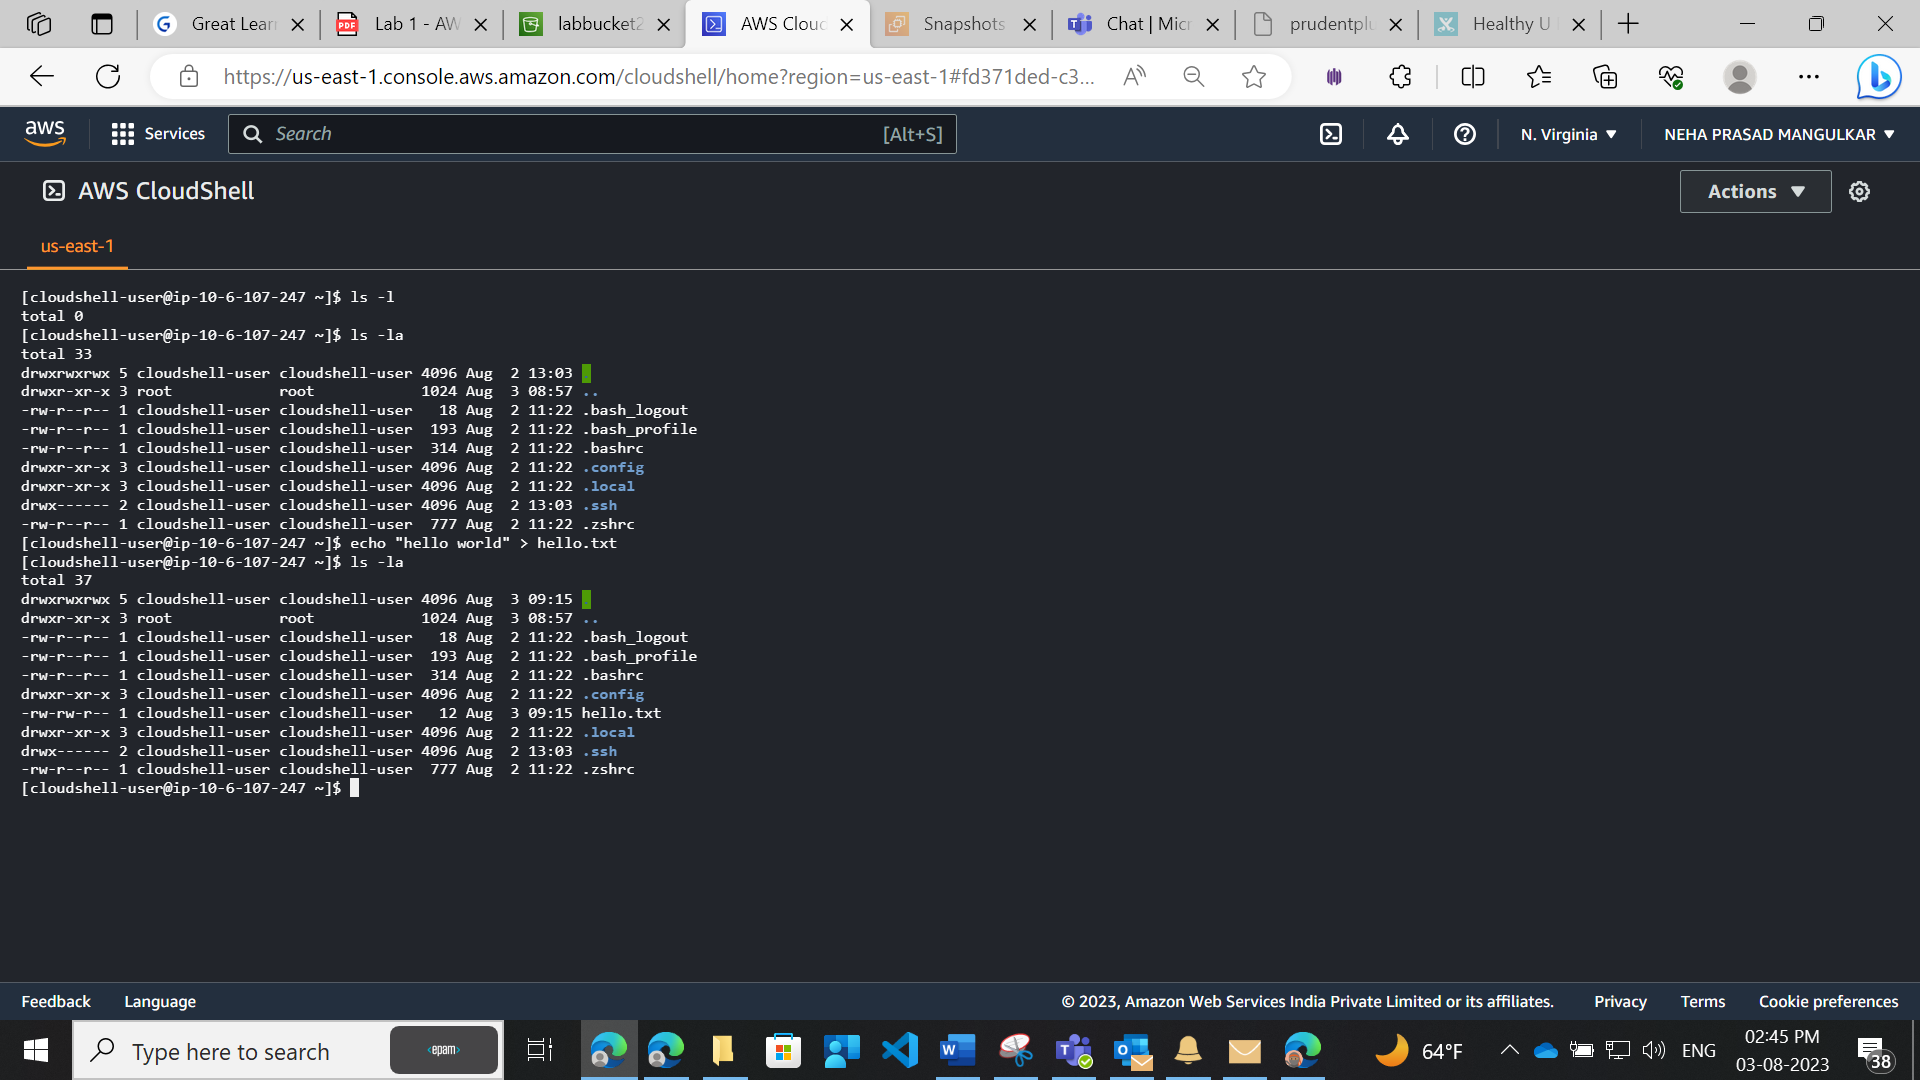 Great Lear
Lab 1 - AW
labbucket2
AWS Cloud
Snapshots
Chat | Micr
prudentplu
Healthy U
https://us-east-1.console.aws.amazon.com/cloudshell/home?region=us-east-1#fd371ded-c3...
aws
Services
Search
[Alt+S]
N. Virginia
NEHA PRASAD MANGULKAR
AWS CloudShell
Actions
us-east-1
[cloudshell-user@ip-10-6-107-247 ~]$ ls -l
total 0
[cloudshell-user@ip-10-6-107-247 ~]$ ls -la
total 33
drwxrwxrwx 5 cloudshell-user cloudshell-user 4096 Aug  2 13:03 .
drwxr-xr-x 3 root            root            1024 Aug  3 08:57 ..
-rw-r--r-- 1 cloudshell-user cloudshell-user   18 Aug  2 11:22 .bash_logout
-rw-r--r-- 1 cloudshell-user cloudshell-user  193 Aug  2 11:22 .bash_profile
-rw-r--r-- 1 cloudshell-user cloudshell-user  314 Aug  2 11:22 .bashrc
drwxr-xr-x 3 cloudshell-user cloudshell-user 4096 Aug  2 11:22 .config
drwxr-xr-x 3 cloudshell-user cloudshell-user 4096 Aug  2 11:22 .local
drwx------ 2 cloudshell-user cloudshell-user 4096 Aug  2 13:03 .ssh
-rw-r--r-- 1 cloudshell-user cloudshell-user  777 Aug  2 11:22 .zshrc
[cloudshell-user@ip-10-6-107-247 ~]$ echo "hello world" > hello.txt
[cloudshell-user@ip-10-6-107-247 ~]$ ls -la
total 37
drwxrwxrwx 5 cloudshell-user cloudshell-user 4096 Aug  3 09:15 .
drwxr-xr-x 3 root            root            1024 Aug  3 08:57 ..
-rw-r--r-- 1 cloudshell-user cloudshell-user   18 Aug  2 11:22 .bash_logout
-rw-r--r-- 1 cloudshell-user cloudshell-user  193 Aug  2 11:22 .bash_profile
-rw-r--r-- 1 cloudshell-user cloudshell-user  314 Aug  2 11:22 .bashrc
drwxr-xr-x 3 cloudshell-user cloudshell-user 4096 Aug  2 11:22 .config
-rw-rw-r-- 1 cloudshell-user cloudshell-user   12 Aug  3 09:15 hello.txt
drwxr-xr-x 3 cloudshell-user cloudshell-user 4096 Aug  2 11:22 .local
drwx------ 2 cloudshell-user cloudshell-user 4096 Aug  2 13:03 .ssh
-rw-r--r-- 1 cloudshell-user cloudshell-user  777 Aug  2 11:22 .zshrc
[cloudshell-user@ip-10-6-107-247 ~]$
Feedback
Language
© 2023, Amazon Web Services India Private Limited or its affiliates.
Privacy
Terms
Cookie preferences
Type here to search
<epam>
64°F
ENG
02:45 PM
03-08-2023
38